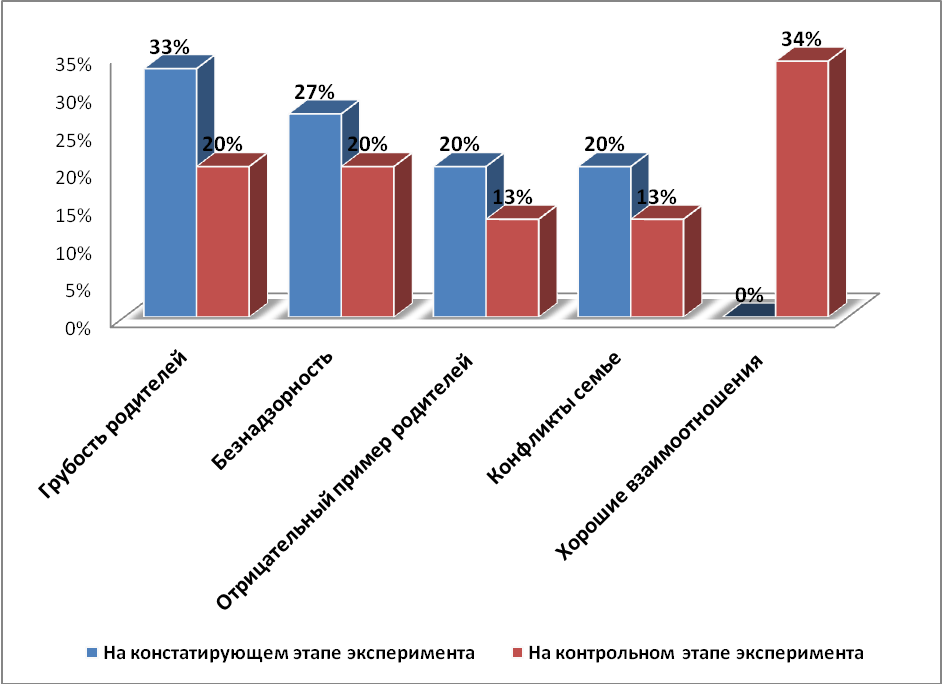 33%
27%
20%
20%
0%
34%
20%
20%
13%
13%
35%
30%
25%
20%
15%
10%
5%
0%
Грубость родителей
Безнадзорность
Отрицательный пример родителей
Конфликты семье
Хорошие взаимоотношения
На констатирующем этапе эксперимента
На контрольном этапе эксперимента